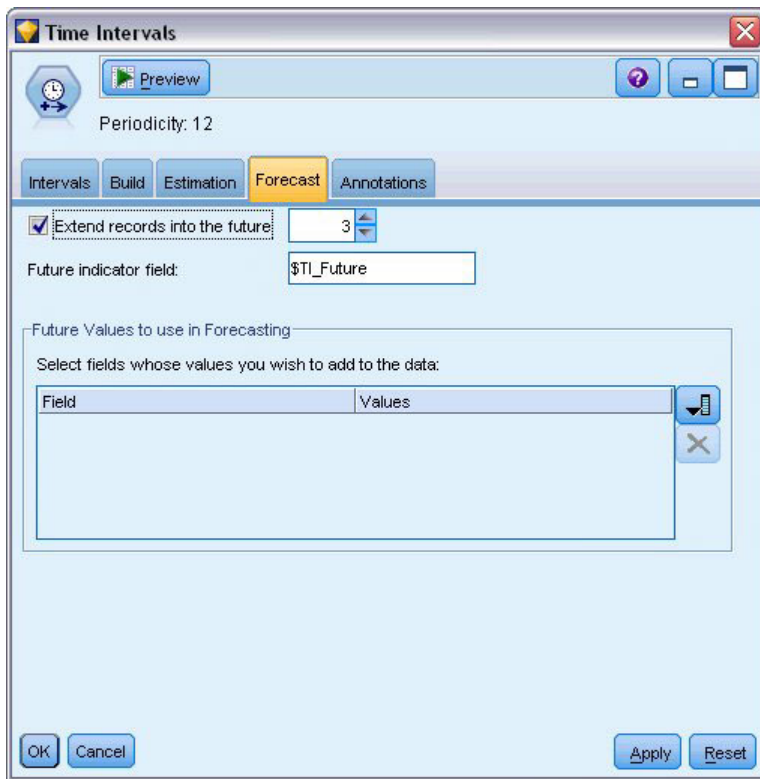 Time Intervals
Preview
Periodicity: 12
Intervals Build Estimation Forecast Annotations
Extend records into the future 3
Future indicator field: $TI_Future
Future Values to use in Forecasting
Select fields whose values you wish to add to the data:
Field Values
OK Cancel Apply Reset